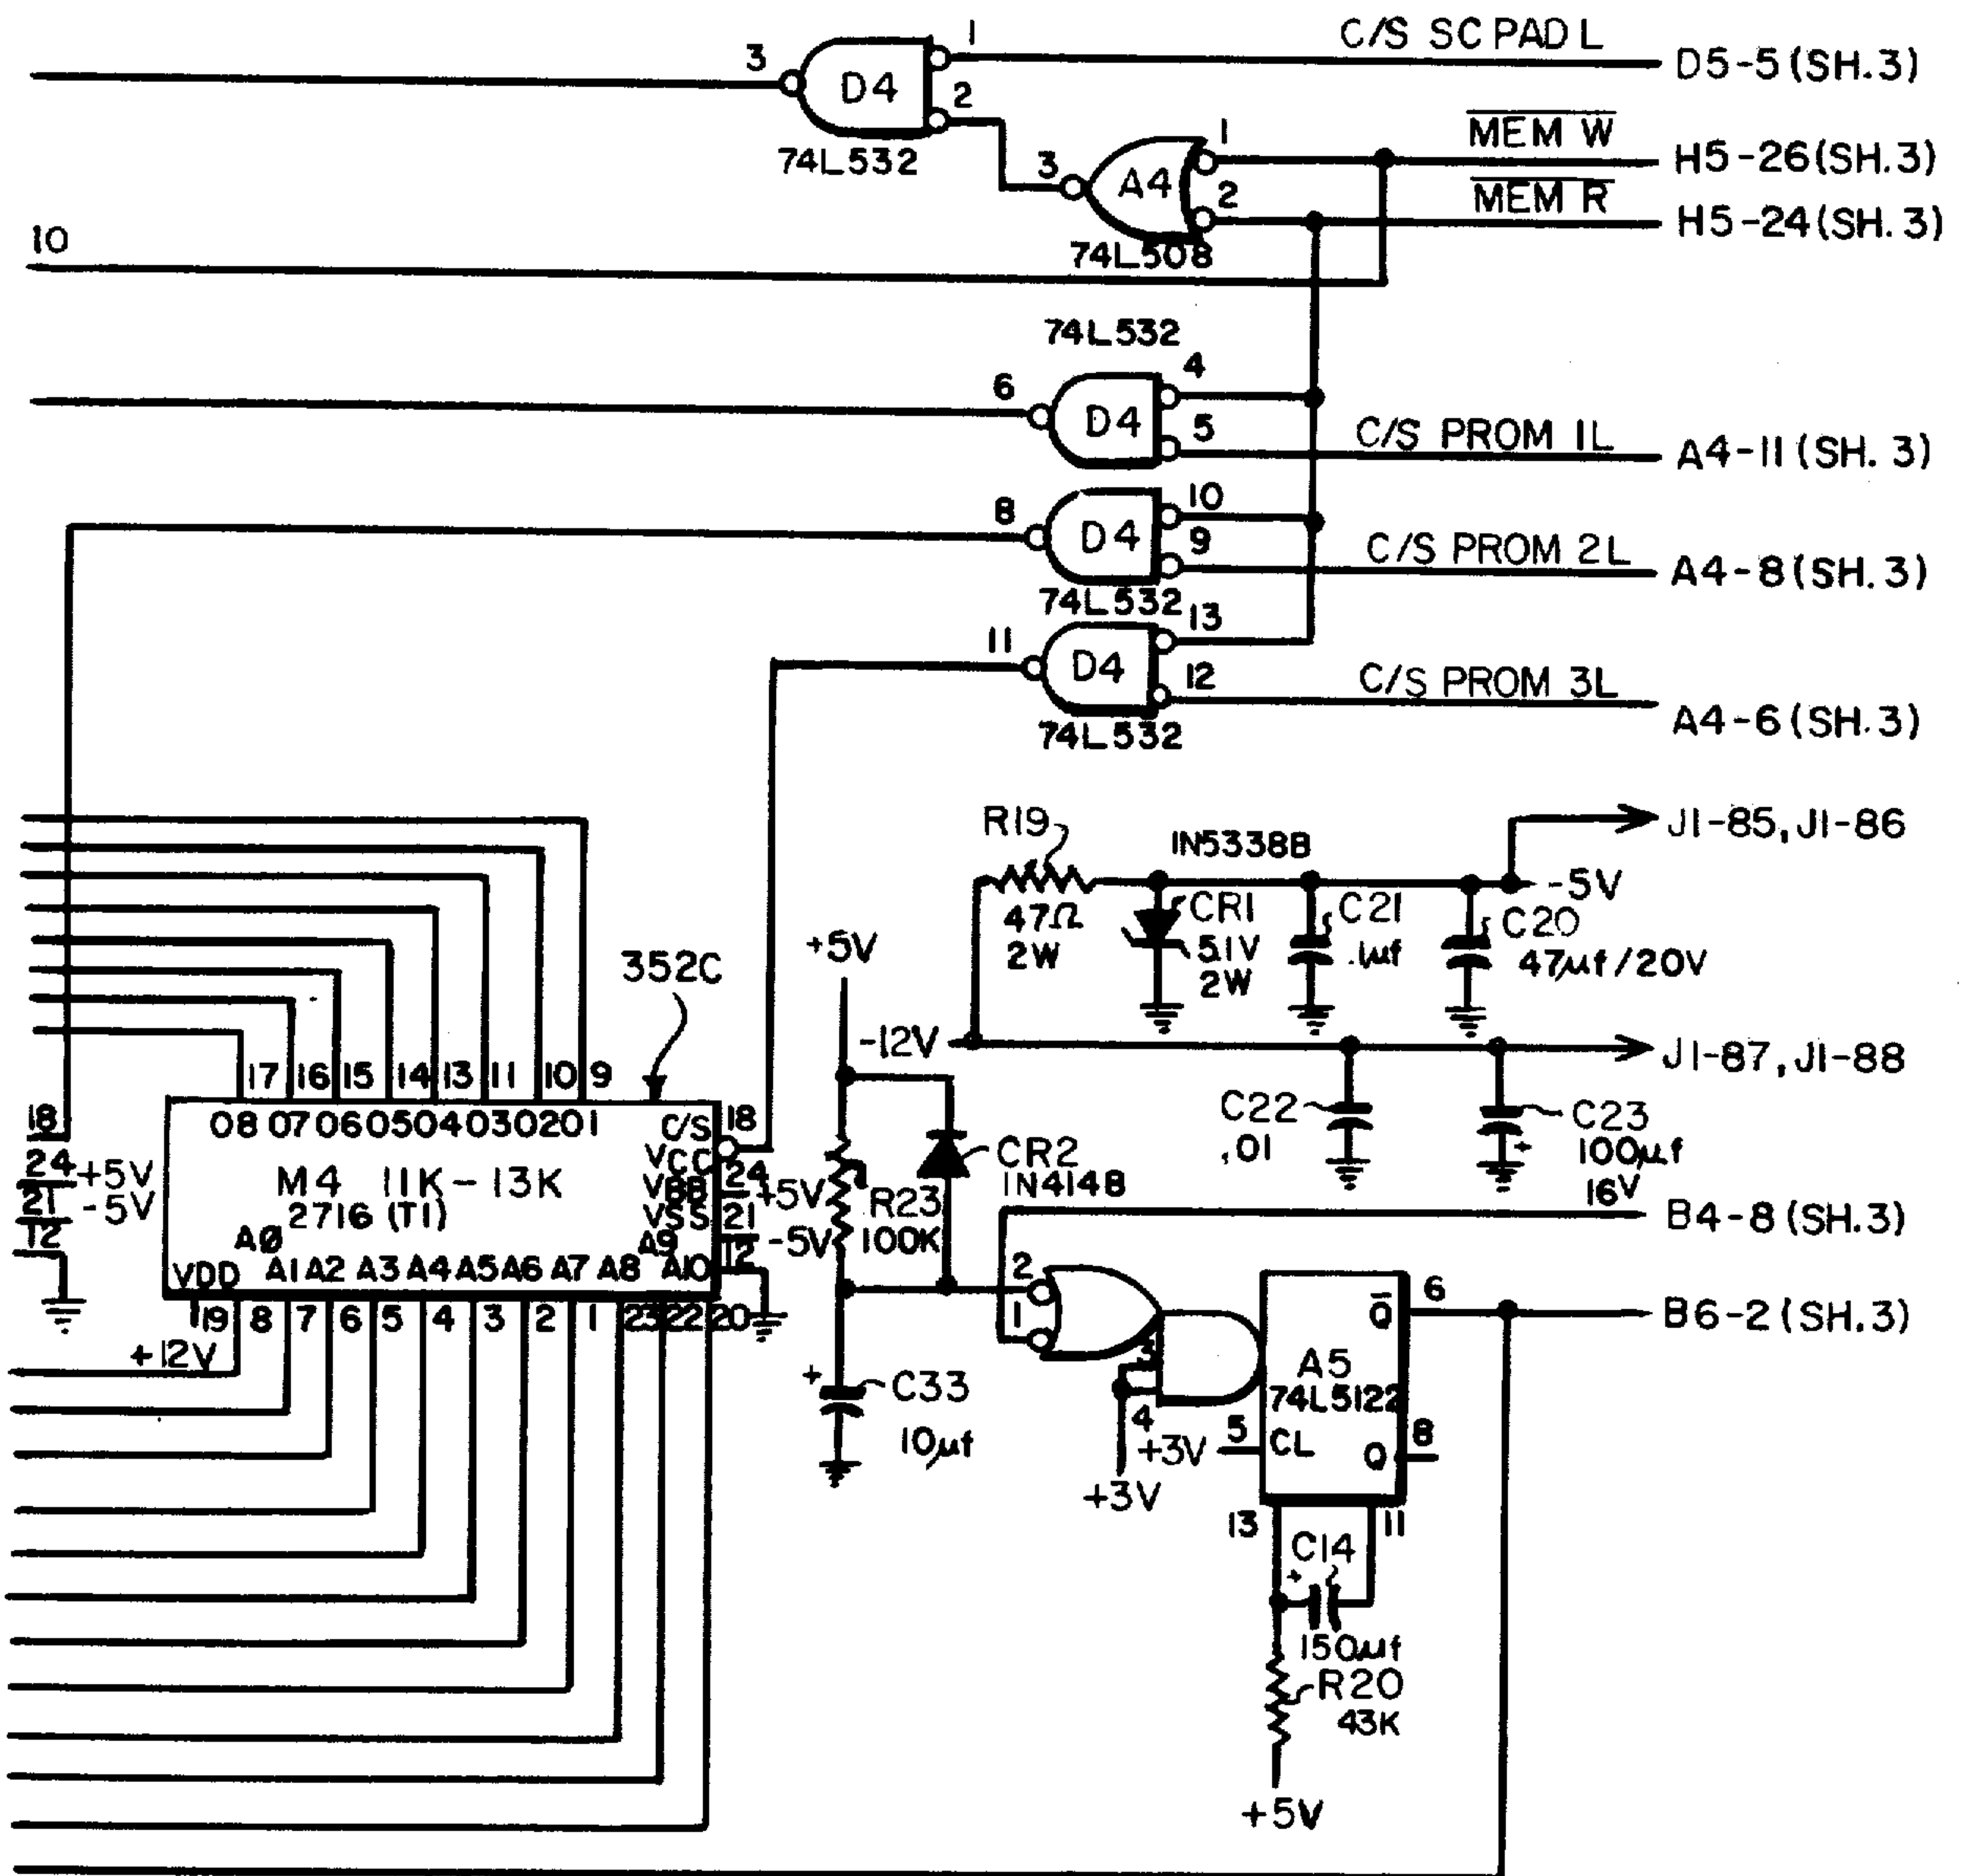 C/S SCPAD L
D5-5 (SH.3)
3
D4
1
2
74L532
MEM W
H5-26 (SH.3)
3
A4
1
2
MEM R
H5-24 (SH.3)
74L508
10
74L532
6
D4
4
5
C/S PROM 1L
A4-11 (SH. 3)
8
D4
10
9
C/S PROM 2L
A4-8 (SH.3)
74L532
11
D4
13
12
C/S PROM 3L
A4-6 (SH.3)
74L532
J1-85, J1-86
R19
47Ω
2W
1N5338B
CR1
5.1V
2W
C21
.1µf
-5V
C20
47µf/20V
-12V
J1-87, J1-88
C22
.01
C23
+
100µf
16V
352C
17 16 15 14 13 11 10 9
08 07 06 05 04 03 02 01
C/S
18
VCC
24
+5V
VBB
21
-5V
VSS
12
M4 11K-13K
2716 (T1)
AØ
VDD A1 A2 A3 A4 A5 A6 A7 A8 A9 A10
19 8 7 6 5 4 3 2 1 23 22 20
+12V
18
24
+5V
21
-5V
12
+5V
R23
100K
CR2
1N4148
+
C33
10µf
B4-8 (SH.3)
2
1
3
4
+3V
5
+3V
CL
A5
74L5122
Q̄
6
B6-2 (SH.3)
Q
8
13
11
C14
+
150µf
R20
43K
+5V